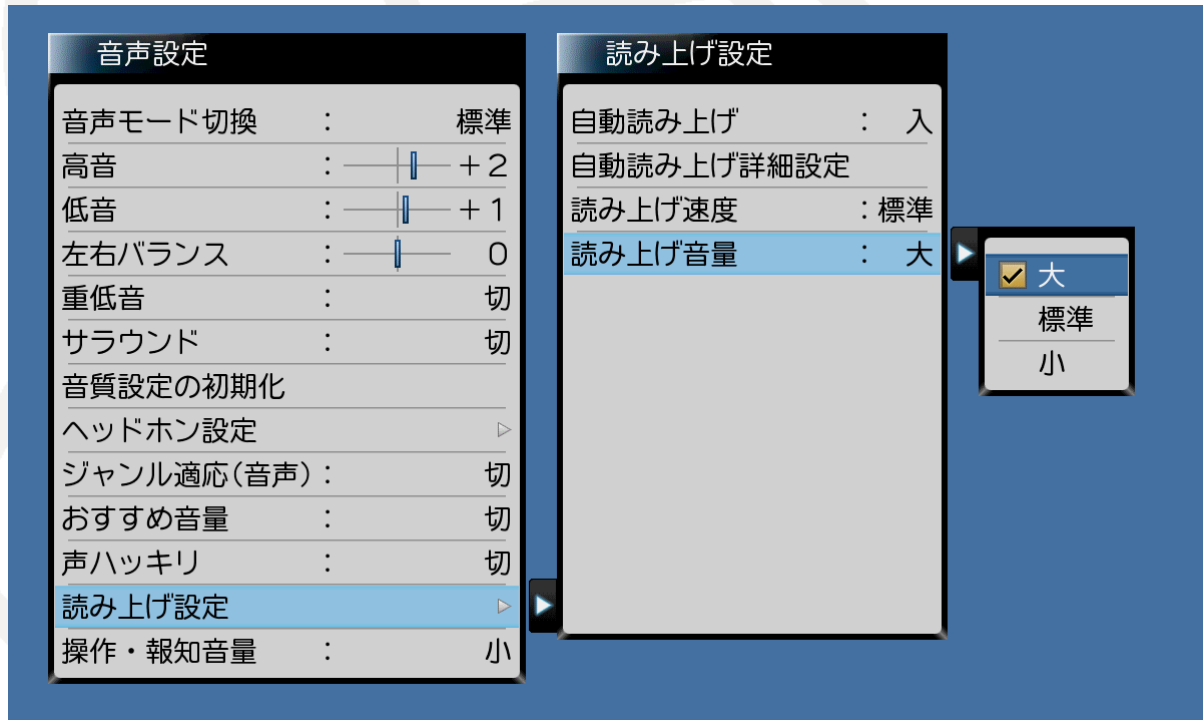 音声設定
音声モード切換 : 標準
高音 : +2
低音 : +1
左右バランス : 0
重低音 : 切
サラウンド : 切
音質設定の初期化
ヘッドホン設定
ジャンル適応(音声) : 切
おすすめ音量 : 切
声ハッキリ : 切
読み上げ設定
操作・報知音量 : 小
読み上げ設定
自動読み上げ : 入
自動読み上げ詳細設定
読み上げ速度 : 標準
読み上げ音量 : 大
大
標準
小